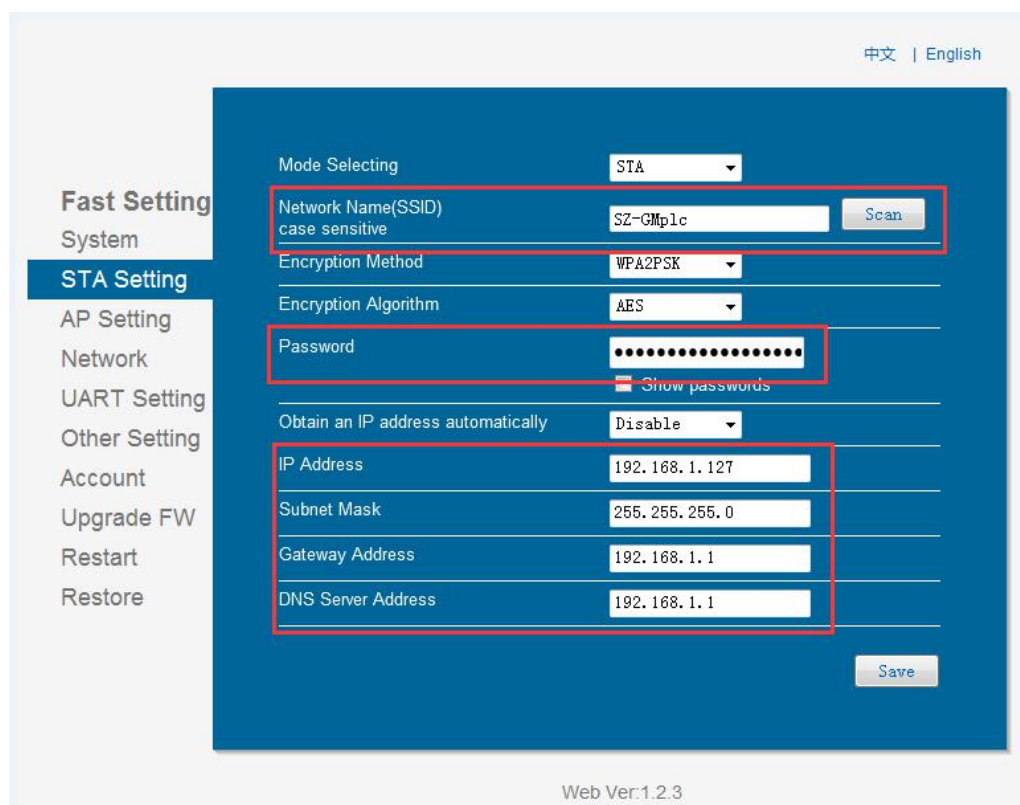 中文 | English
Fast Setting
System
STA Setting
AP Setting
Network
UART Setting
Other Setting
Account
Upgrade FW
Restart
Restore
Mode Selecting STA
Network Name(SSID)
case sensitive SZ-GMplc Scan
Encryption Method WPA2PSK
Encryption Algorithm AES
Password ••••••••••••••••••
Show passwords
Obtain an IP address automatically Disable
IP Address 192.168.1.127
Subnet Mask 255.255.255.0
Gateway Address 192.168.1.1
DNS Server Address 192.168.1.1
Save
Web Ver:1.2.3